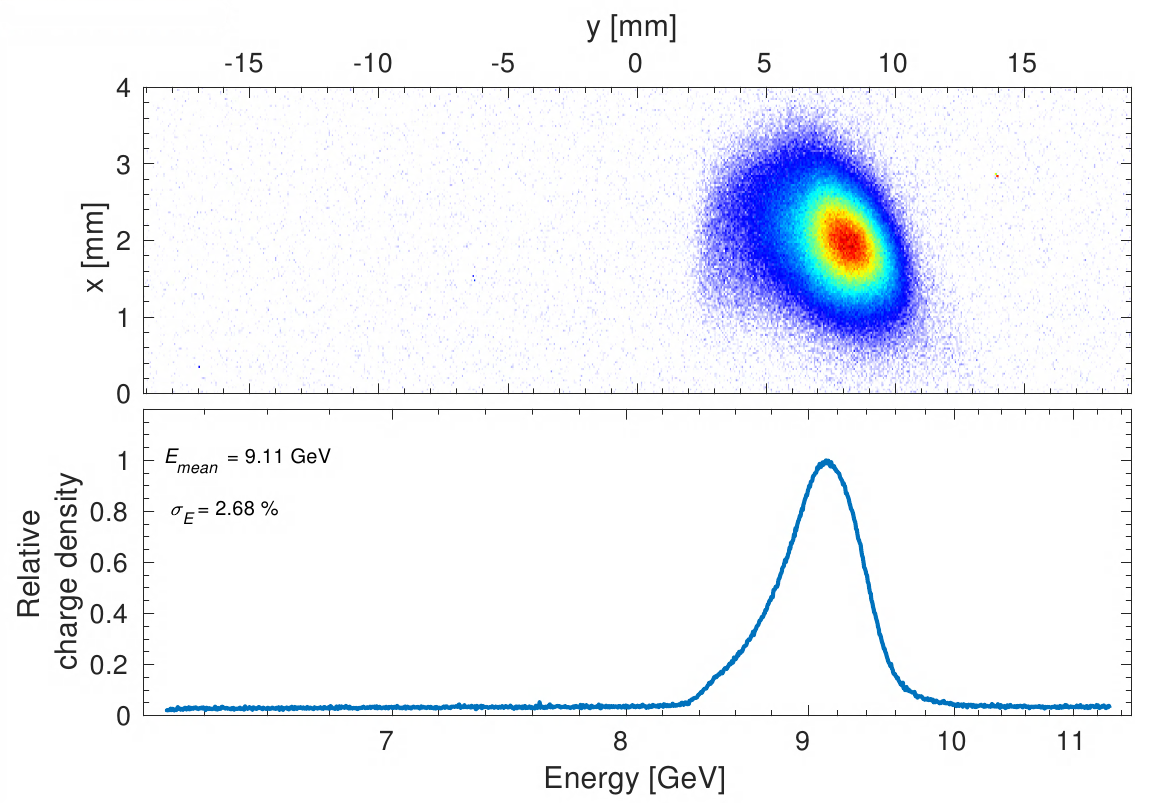 y [mm]
-15 -10 -5 0 5 10 15
4
3
2
1
0
x [mm]
E_mean = 9.11 GeV
σ_E = 2.68 %
1
0.8
0.6
0.4
0.2
0
Relative
charge density
7 8 9 10 11
Energy [GeV]